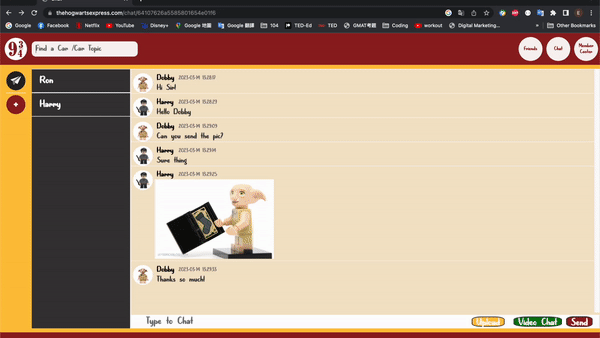 thehogwartsexpress.com/chat/64107626a5585801654a01f6
Google Facebook Netflix YouTube Disney+ Google 地圖 Google 翻譯 104 TED-Ed TED GMAT考題 Coding workout Digital Marketing... Other Bookmarks
9 3/4
Find a Car /Car Topic
Friends
Chat
Member Center
Ron
Harry
Dobby 2023-03-14 15:28:17
Hi Sir!
Harry 2023-03-14 15:28:23
Hello Dobby
Dobby 2023-03-14 15:29:09
Can you send the pic?
Harry 2023-03-14 15:29:14
Sure thing
Harry 2023-03-14 15:29:25
Dobby 2023-03-14 15:29:33
Thanks so much!
Type to Chat
Upload
Video Chat
Send